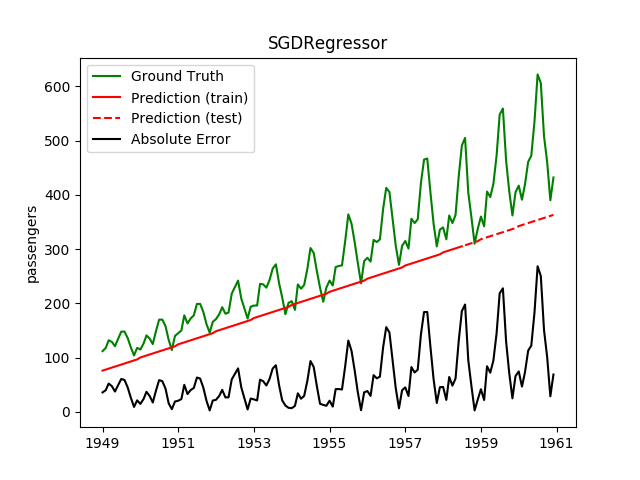 SGDRegressor
Ground Truth
Prediction (train)
Prediction (test)
Absolute Error
passengers
600
500
400
300
200
100
0
1949 1951 1953 1955 1957 1959 1961